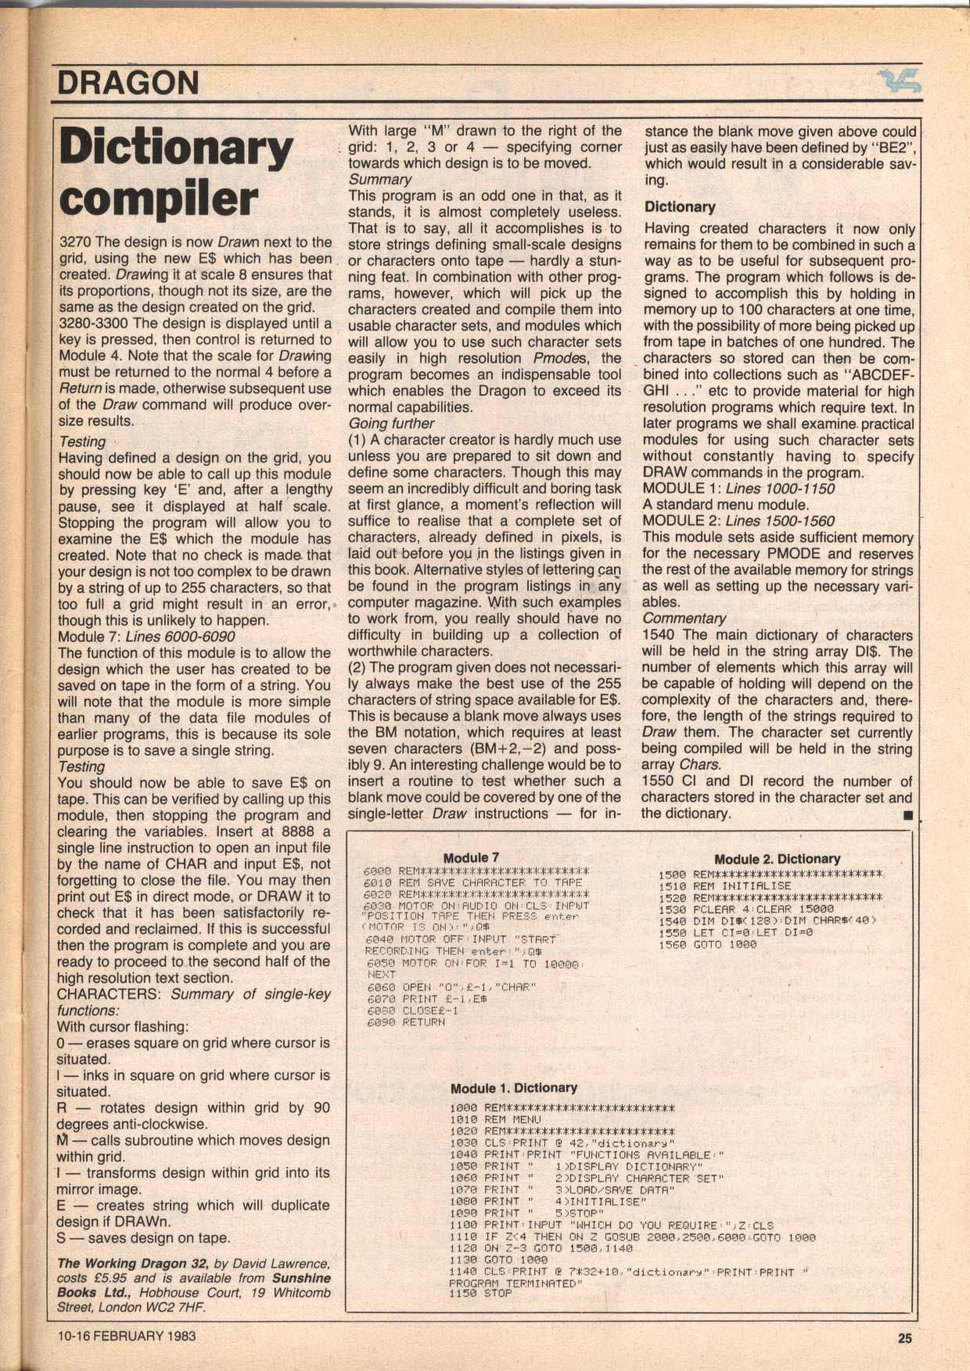 DRAGON
Dictionary
compiler
3270 The design is now Drawn next to the
grid, using the new E$ which has been
created. Drawing it at scale 8 ensures that
its proportions, though not its size, are the
same as the design created on the grid.
3280-3300 The design is displayed until a
key is pressed, then control is returned to
Module 4. Note that the scale for Drawing
must be returned to the normal 4 before a
Return is made, otherwise subsequent use
of the Draw command will produce over-
size results.
Testing
Having defined a design on the grid, you
should now be able to call up this module
by pressing key 'E' and, after a lengthy
pause, see it displayed at half scale.
Stopping the program will allow you to
examine the E$ which the module has
created. Note that no check is made that
your design is not too complex to be drawn
by a string of up to 255 characters, so that
too full a grid might result in an error,
though this is unlikely to happen.
Module 7: Lines 6000-6090
The function of this module is to allow the
design which the user has created to be
saved on tape in the form of a string. You
will note that the module is more simple
than many of the data file modules of
earlier programs, this is because its sole
purpose is to save a single string.
Testing
You should now be able to save E$ on
tape. This can be verified by calling up this
module, then stopping the program and
clearing the variables. Insert at 8888 a
single line instruction to open an input file
by the name of CHAR and input E$, not
forgetting to close the file. You may then
print out E$ in direct mode, or DRAW it to
check that it has been satisfactorily re-
corded and reclaimed. If this is successful
then the program is complete and you are
ready to proceed to the second half of the
high resolution text section.
CHARACTERS: Summary of single-key
functions:
With cursor flashing:
0 — erases square on grid where cursor is
situated.
I — inks in square on grid where cursor is
situated.
R — rotates design within grid by 90
degrees anti-clockwise.
M — calls subroutine which moves design
within grid.
I — transforms design within grid into its
mirror image.
E — creates string which will duplicate
design if DRAWn.
S — saves design on tape.
The Working Dragon 32, by David Lawrence,
costs £5.95 and is available from Sunshine
Books Ltd., Hobhouse Court, 19 Whitcomb
Street, London WC2 7HF.
With large "M" drawn to the right of the
grid: 1, 2, 3 or 4 — specifying corner
towards which design is to be moved.
Summary
This program is an odd one in that, as it
stands, it is almost completely useless.
That is to say, all it accomplishes is to
store strings defining small-scale designs
or characters onto tape — hardly a stun-
ning feat. In combination with other prog-
rams, however, which will pick up the
characters created and compile them into
usable character sets, and modules which
will allow you to use such character sets
easily in high resolution Pmodes, the
program becomes an indispensable tool
which enables the Dragon to exceed its
normal capabilities.
Going further
(1) A character creator is hardly much use
unless you are prepared to sit down and
define some characters. Though this may
seem an incredibly difficult and boring task
at first glance, a moment's reflection will
suffice to realise that a complete set of
characters, already defined in pixels, is
laid out before you in the listings given in
this book. Alternative styles of lettering can
be found in the program listings in any
computer magazine. With such examples
to work from, you really should have no
difficulty in building up a collection of
worthwhile characters.
(2) The program given does not necessari-
ly always make the best use of the 255
characters of string space available for E$.
This is because a blank move always uses
the BM notation, which requires at least
seven characters (BM+2,−2) and poss-
ibly 9. An interesting challenge would be to
insert a routine to test whether such a
blank move could be covered by one of the
single-letter Draw instructions — for in-
stance the blank move given above could
just as easily have been defined by "BE2",
which would result in a considerable sav-
ing.
Dictionary
Having created characters it now only
remains for them to be combined in such a
way as to be useful for subsequent pro-
grams. The program which follows is de-
signed to accomplish this by holding in
memory up to 100 characters at one time,
with the possibility of more being picked up
from tape in batches of one hundred. The
characters so stored can then be com-
bined into collections such as "ABCDEF-
GHI . . ." etc to provide material for high
resolution programs which require text. In
later programs we shall examine practical
modules for using such character sets
without constantly having to specify
DRAW commands in the program.
MODULE 1: Lines 1000-1150
A standard menu module.
MODULE 2: Lines 1500-1560
This module sets aside sufficient memory
for the necessary PMODE and reserves
the rest of the available memory for strings
as well as setting up the necessary vari-
ables.
Commentary
1540 The main dictionary of characters
will be held in the string array DI$. The
number of elements which this array will
be capable of holding will depend on the
complexity of the characters and, there-
fore, the length of the strings required to
Draw them. The character set currently
being compiled will be held in the string
array Chars.
1550 CI and DI record the number of
characters stored in the character set and
the dictionary. ■
Module 7
6000 REM************************
6010 REM SAVE CHARACTER TO TAPE
6020 REM************************
6030 MOTOR ON:AUDIO ON:CLS:INPUT
"POSITION TAPE THEN PRESS enter
(MOTOR IS ON):";Q$
6040 MOTOR OFF:INPUT "START
RECORDING THEN enter:";Q$
6050 MOTOR ON:FOR I=1 TO 10000:
NEXT
6060 OPEN "O",£-1,"CHAR"
6070 PRINT £-1,E$
6080 CLOSE£-1
6090 RETURN
Module 2. Dictionary
1500 REM************************
1510 REM INITIALISE
1520 REM************************
1530 PCLEAR 4:CLEAR 15000
1540 DIM DI$(128):DIM CHAR$(40)
1550 LET CI=0:LET DI=0
1560 GOTO 1000
Module 1. Dictionary
1000 REM************************
1010 REM MENU
1020 REM************************
1030 CLS:PRINT @ 42,"dictionary"
1040 PRINT:PRINT "FUNCTIONS AVAILABLE:"
1050 PRINT "   1)DISPLAY DICTIONARY"
1060 PRINT "   2)DISPLAY CHARACTER SET"
1070 PRINT "   3)LOAD/SAVE DATA"
1080 PRINT "   4)INITIALISE"
1090 PRINT "   5)STOP"
1100 PRINT:INPUT "WHICH DO YOU REQUIRE:";Z:CLS
1110 IF Z<4 THEN ON Z GOSUB 2000,2500,6000:GOTO 1000
1120 ON Z-3 GOTO 1500,1140
1130 GOTO 1000
1140 CLS:PRINT @ 7*32+10,"dictionary":PRINT:PRINT "
PROGRAM TERMINATED"
1150 STOP
10-16 FEBRUARY 1983
25